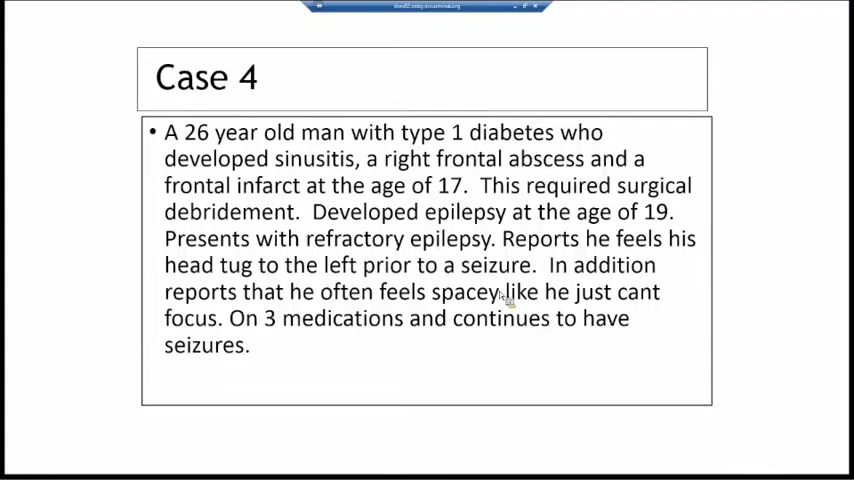 Case 4
• A 26 year old man with type 1 diabetes who
developed sinusitis, a right frontal abscess and a
frontal infarct at the age of 17.  This required surgical
debridement.  Developed epilepsy at the age of 19.
Presents with refractory epilepsy. Reports he feels his
head tug to the left prior to a seizure.  In addition
reports that he often feels spacey like he just cant
focus. On 3 medications and continues to have
seizures.